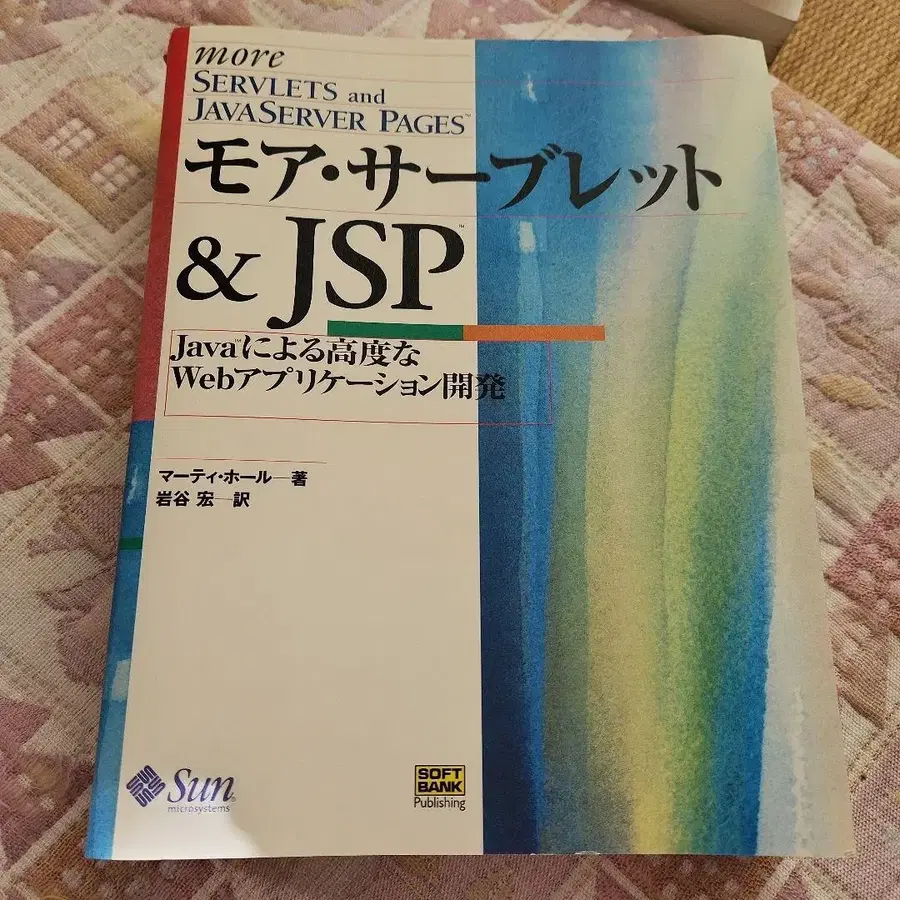 more
SERVLETS and
JAVASERVER PAGES™
モア・サーブレット
& JSP™
Java™による高度な
Webアプリケーション開発
マーティ・ホール─著
岩谷 宏─訳
Sun
microsystems
SOFT
BANK
Publishing